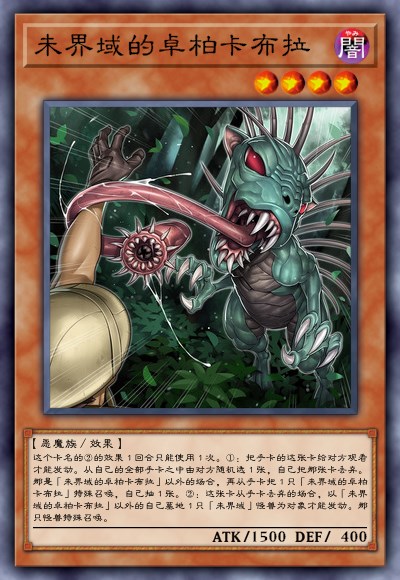 未界域的卓柏卡布拉
やみ
闇
【恶魔族/效果】
这个卡名的②的效果1回合只能使用1次。①：把手卡的这张卡给对方观看
才能发动。从自己的全部手卡之中由对方随机选1张，自己把那张卡丢弃。
那是「未界域的卓柏卡布拉」以外的场合，再从手卡把1只「未界域的卓柏
卡布拉」特殊召唤，自己抽1张。②：这张卡从手卡丢弃的场合，以「未界
域的卓柏卡布拉」以外的自己墓地1只「未界域」怪兽为对象才能发动。那
只怪兽特殊召唤。
ATK/1500 DEF/ 400